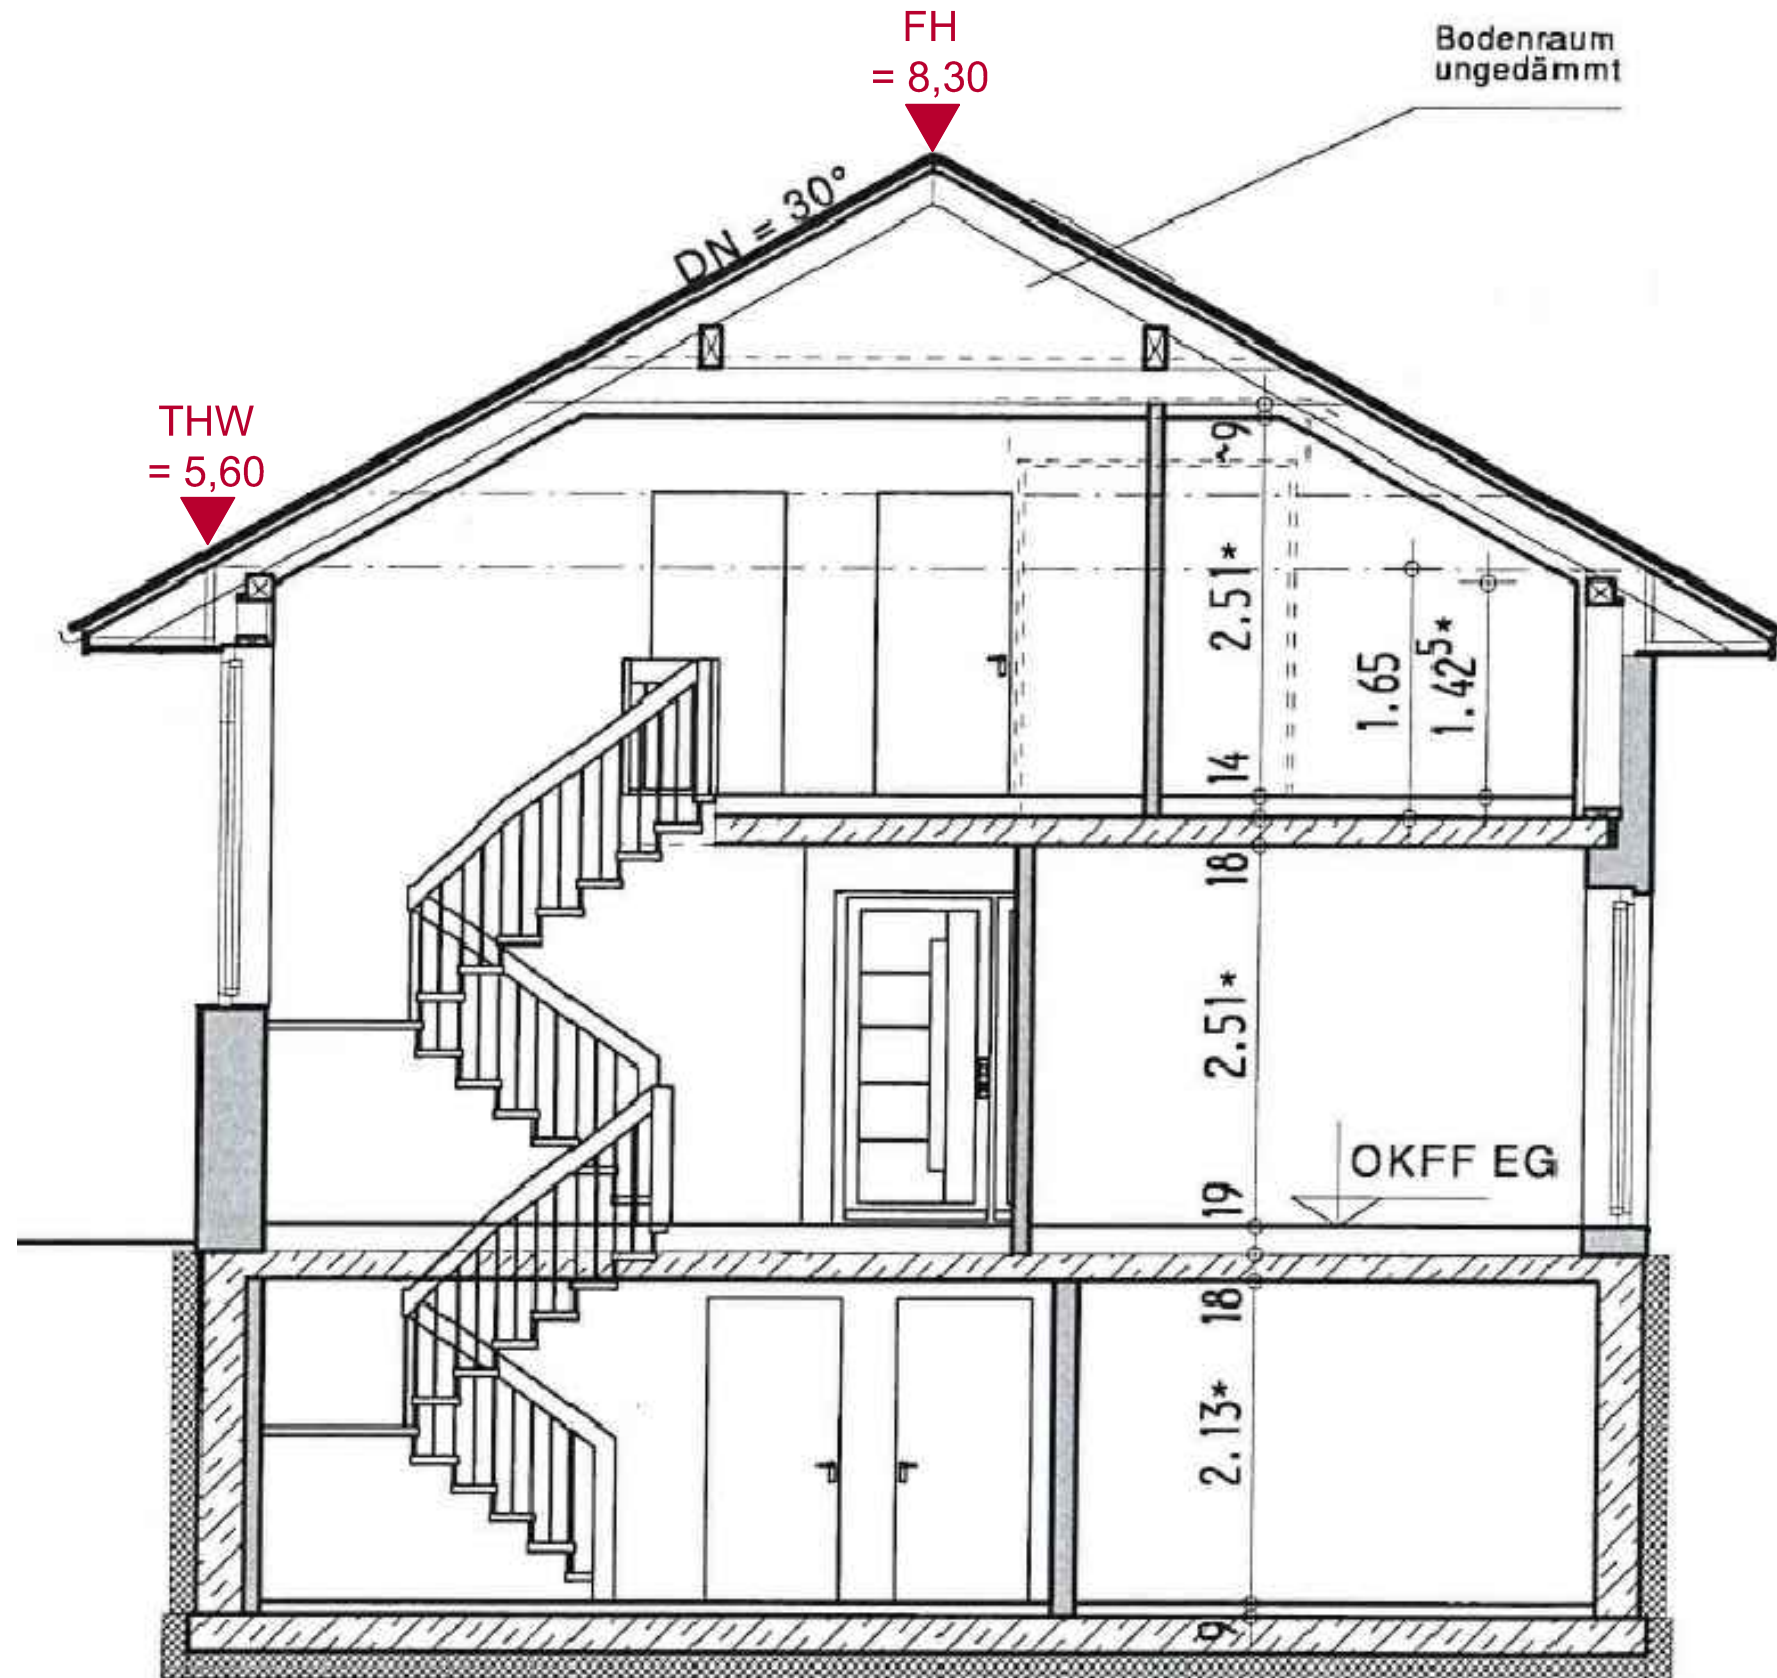 FH
= 8,30
Bodenraum
ungedämmt
DN = 30°
THW
= 5,60
~9
2.51*
1.65
1.42⁵*
14
18
2.51*
OKFF EG
19
18
2.13*
9